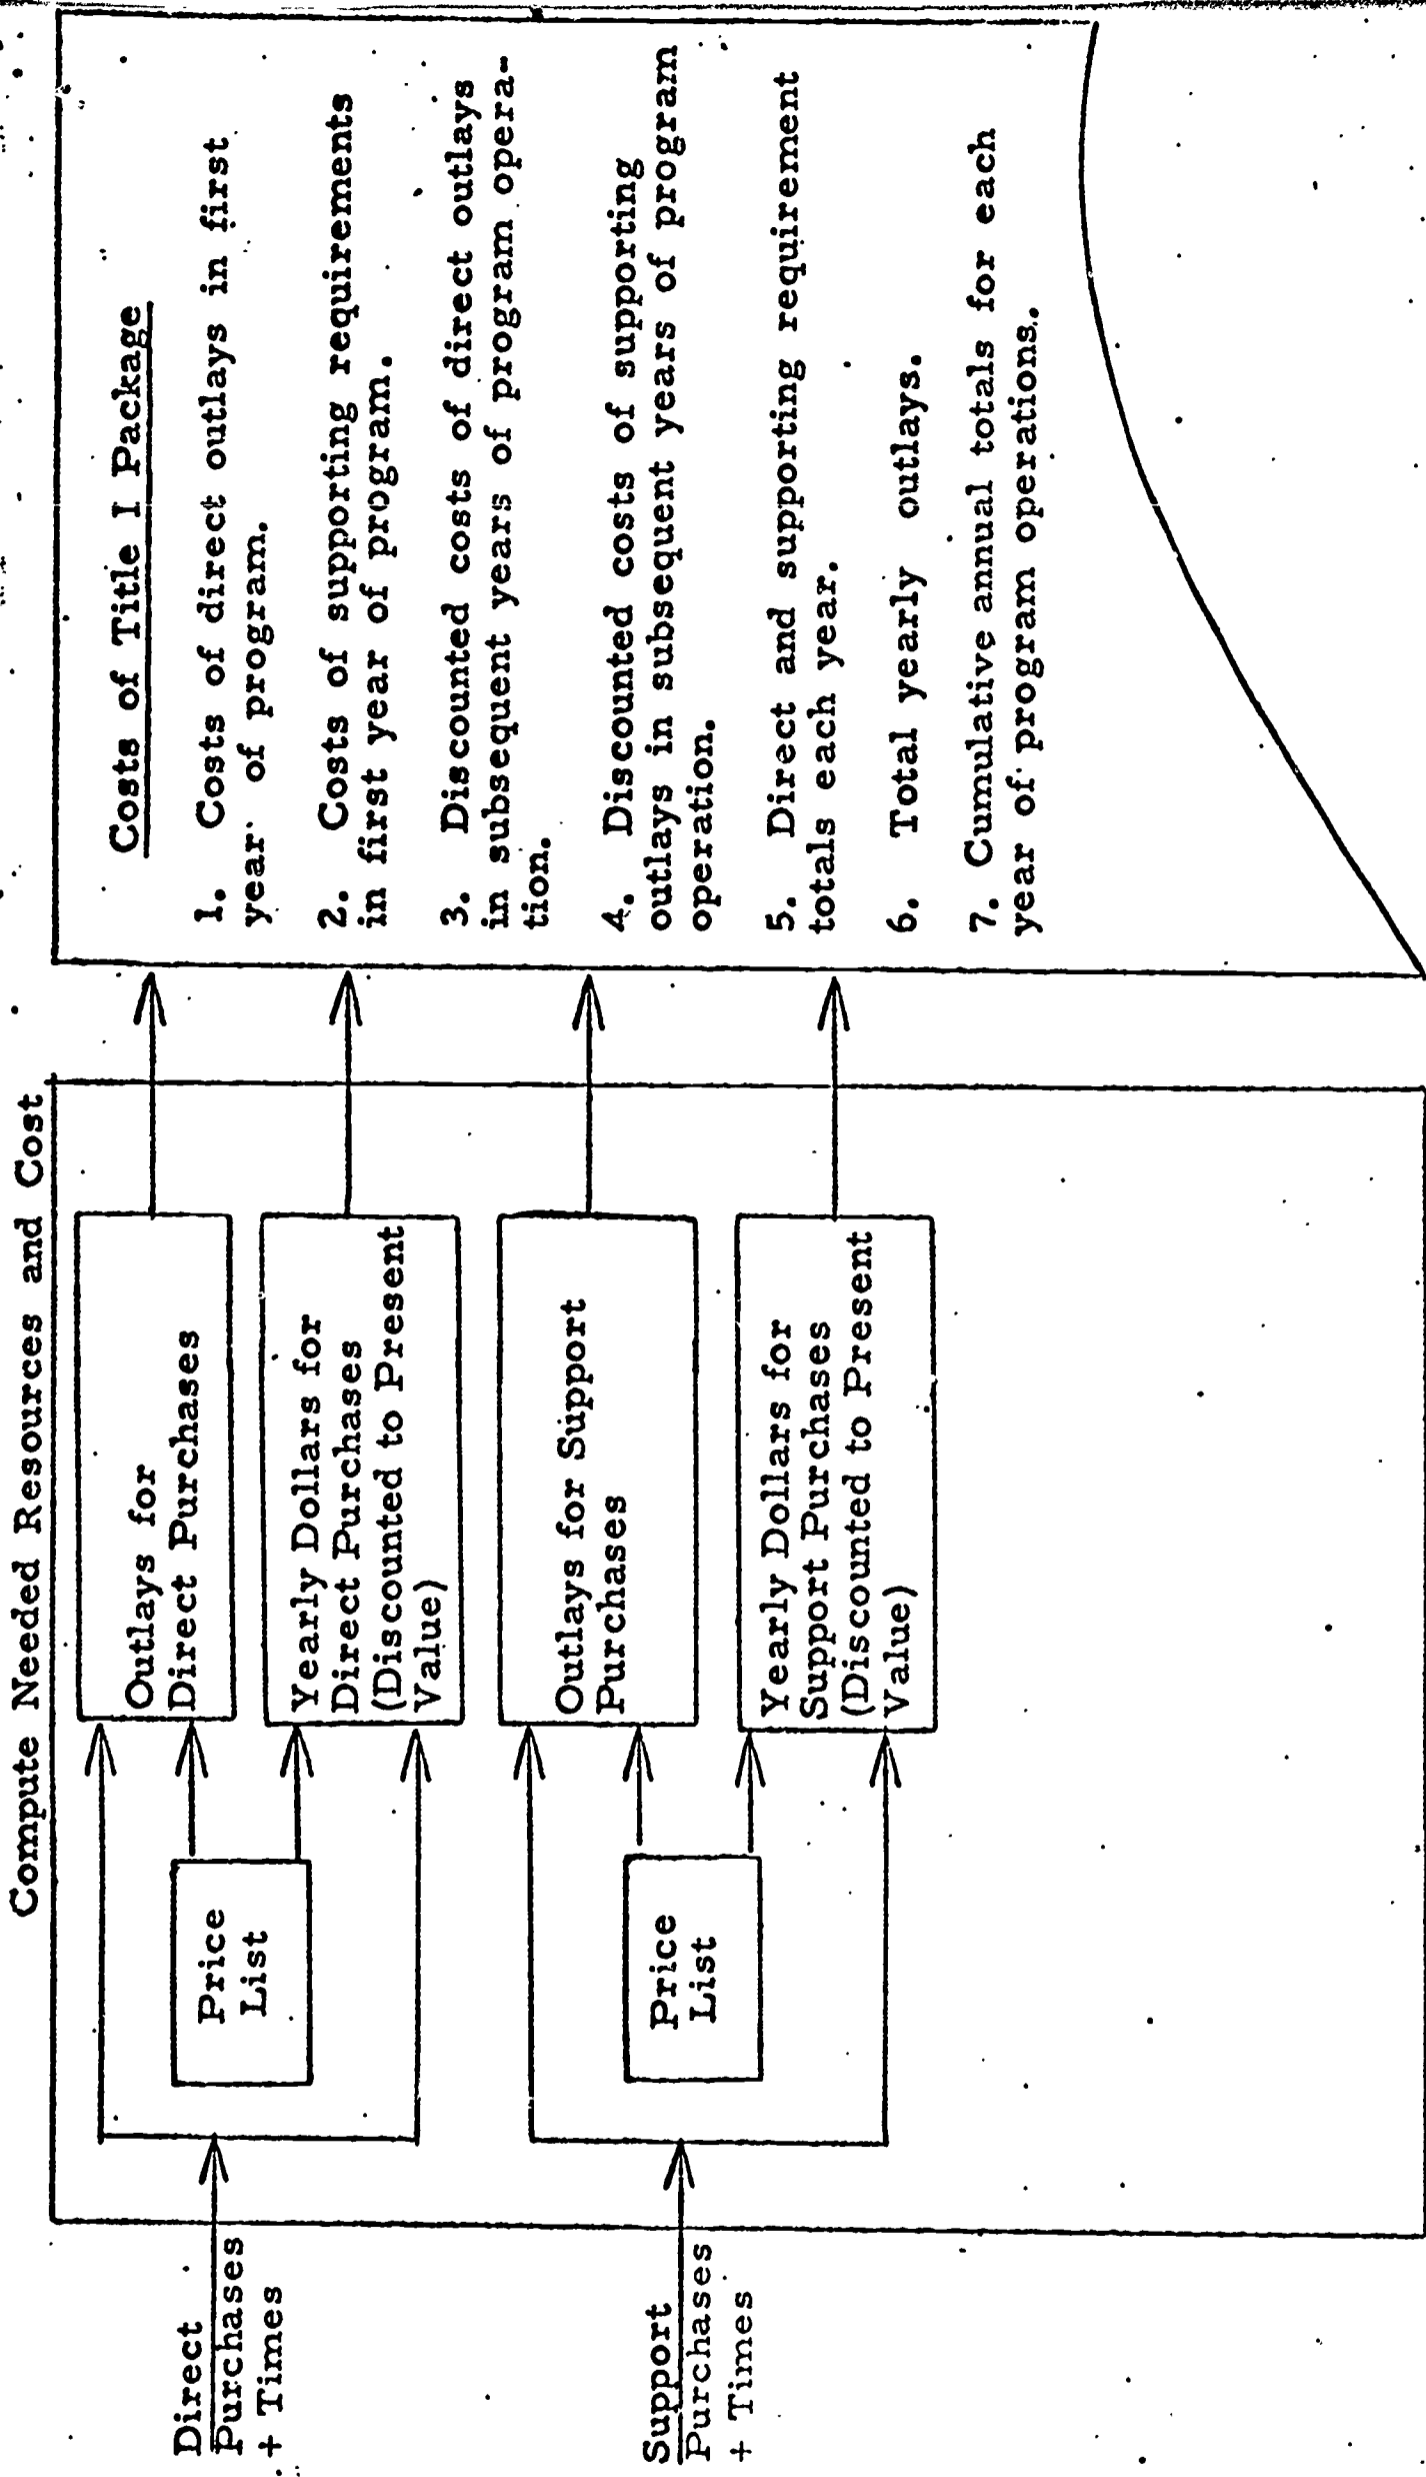 Compute Needed Resources and Cost
Direct
Purchases
+ Times
Price
List
Outlays for
Direct Purchases
Yearly Dollars for
Direct Purchases
(Discounted to Present
Value)
Support
Purchases
+ Times
Price
List
Outlays for Support
Purchases
Yearly Dollars for
Support Purchases
(Discounted to Present
Value)
Costs of Title I Package
1. Costs of direct outlays in first
year of program.
2. Costs of supporting requirements
in first year of program.
3. Discounted costs of direct outlays
in subsequent years of program opera-
tion.
4. Discounted costs of supporting
outlays in subsequent years of program
operation.
5. Direct and supporting requirement
totals each year.
6. Total yearly outlays.
7. Cumulative annual totals for each
year of program operations.